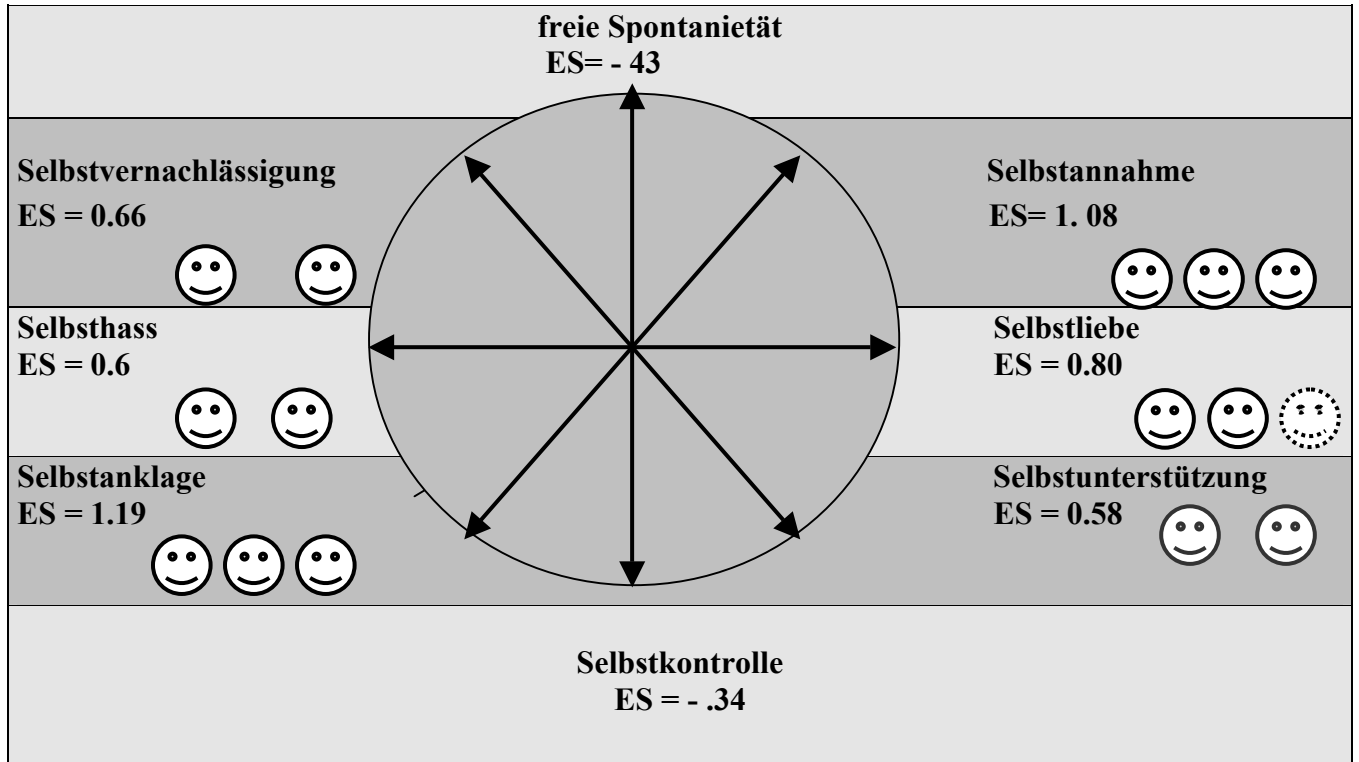 freie Spontanietät
ES= - 43
Selbstvernachlässigung
ES = 0.66
Selbstannahme
ES= 1. 08
Selbsthass
ES = 0.6
Selbstliebe
ES = 0.80
Selbstanklage
ES = 1.19
Selbstunterstützung
ES = 0.58
Selbstkontrolle
ES = - .34